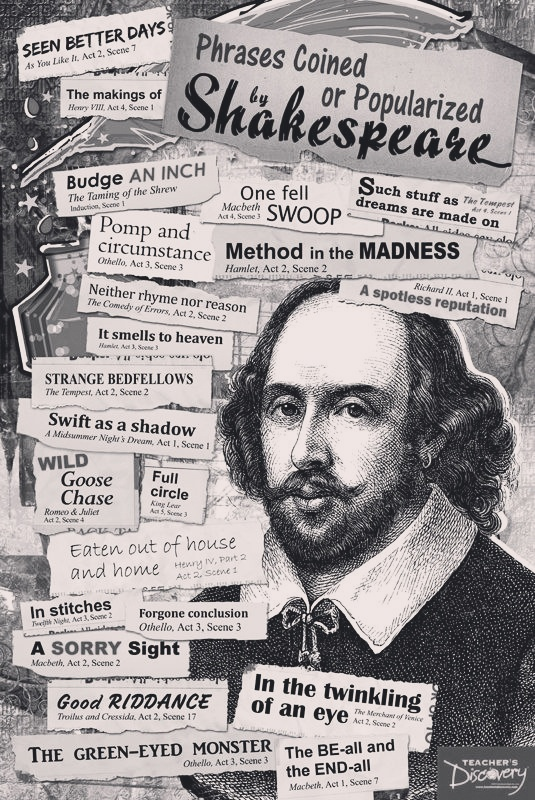 SEEN BETTER DAYS
As You Like It, Act 2, Scene 7
Phrases Coined
or Popularized
by
Shakespeare
The makings of
Henry VIII, Act 4, Scene 1
Budge AN INCH
The Taming of the Shrew
Induction, Scene 1
One fell
SWOOP
Macbeth
Act 4, Scene 3
Such stuff as
dreams are made on
The Tempest
Act 4, Scene 1
Pomp and
circumstance
Othello, Act 3, Scene 3
Method in the MADNESS
Hamlet, Act 2, Scene 2
Richard II, Act 1, Scene 1
A spotless reputation
Neither rhyme nor reason
The Comedy of Errors, Act 2, Scene 2
It smells to heaven
Hamlet, Act 3, Scene 3
STRANGE BEDFELLOWS
The Tempest, Act 2, Scene 2
Swift as a shadow
A Midsummer Night's Dream, Act 1, Scene 1
WILD
Goose
Chase
Romeo & Juliet
Act 2, Scene 4
Full
circle
King Lear
Act 5, Scene 3
Eaten out of house
and home
Henry IV, Part 2
Act 2, Scene 1
In stitches
Twelfth Night, Act 3, Scene 2
Forgone conclusion
Othello, Act 3, Scene 3
A SORRY Sight
Macbeth, Act 2, Scene 2
Good RIDDANCE
Troilus and Cressida, Act 2, Scene 17
In the twinkling
of an eye
The Merchant of Venice
Act 2, Scene 2
THE GREEN-EYED MONSTER
Othello, Act 3, Scene 3
The BE-all and
the END-all
Macbeth, Act 1, Scene 7
TEACHER'S
Discovery